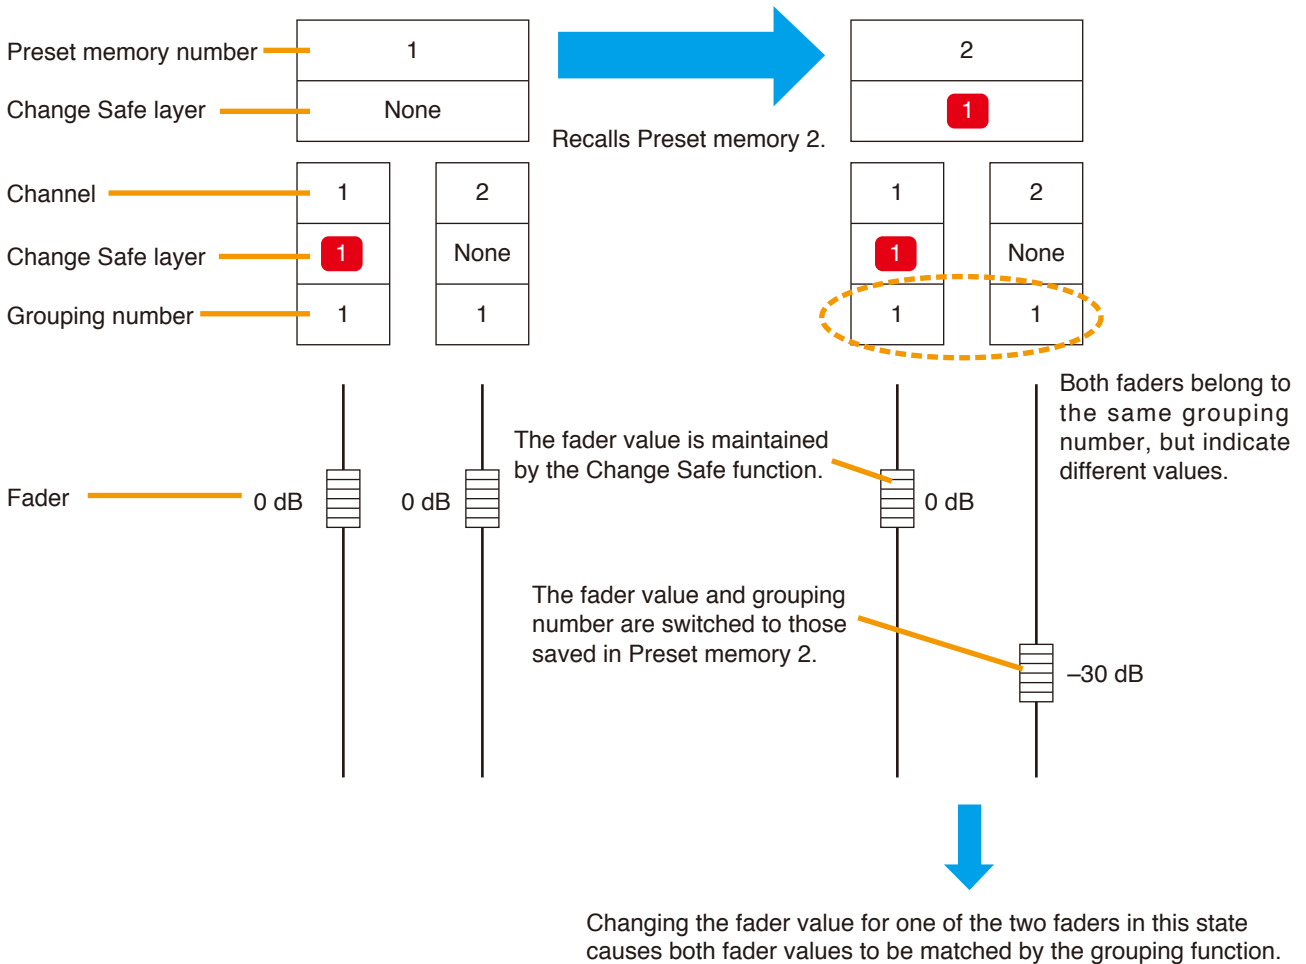 Preset memory number
1
2
Change Safe layer
None
1
Recalls Preset memory 2.
Channel
1
2
1
2
Change Safe layer
1
None
1
None
Grouping number
1
1
1
1
Both faders belong to
the same grouping
number, but indicate
different values.
The fader value is maintained
by the Change Safe function.
Fader
0 dB
0 dB
0 dB
The fader value and grouping
number are switched to those
saved in Preset memory 2.
–30 dB
Changing the fader value for one of the two faders in this state
causes both fader values to be matched by the grouping function.